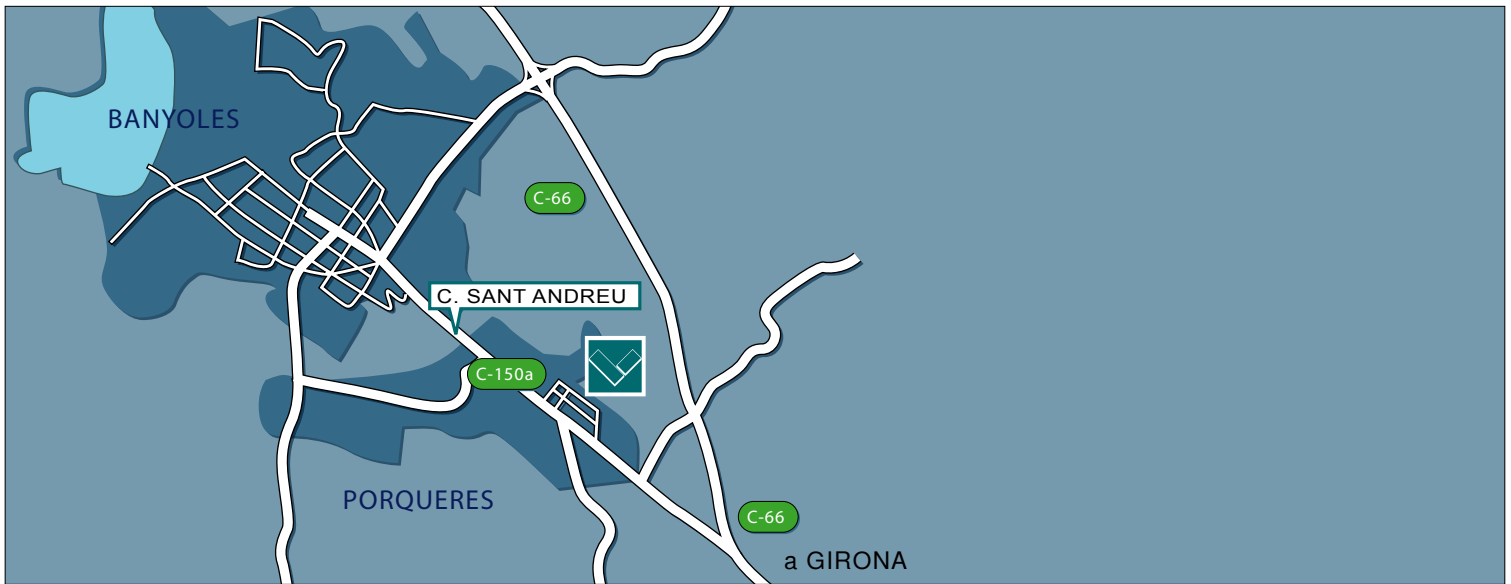 BANYOLES
C-66
C. SANT ANDREU
C-150a
PORQUERES
C-66
a GIRONA